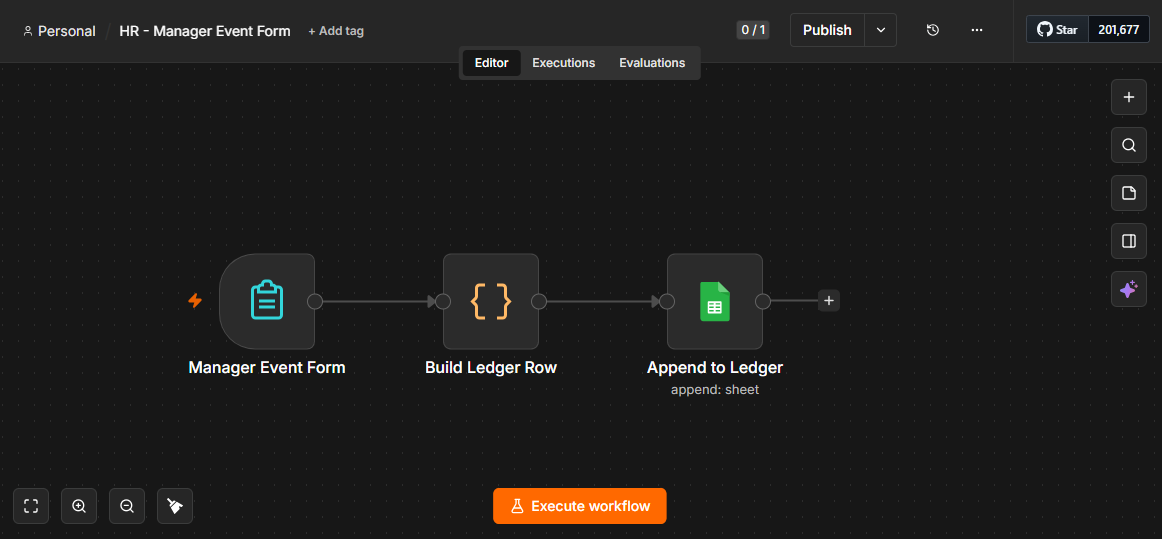 Personal / HR - Manager Event Form + Add tag
0 / 1
Publish
Star 201,677
Editor Executions Evaluations
Manager Event Form
Build Ledger Row
Append to Ledger
append: sheet
Execute workflow